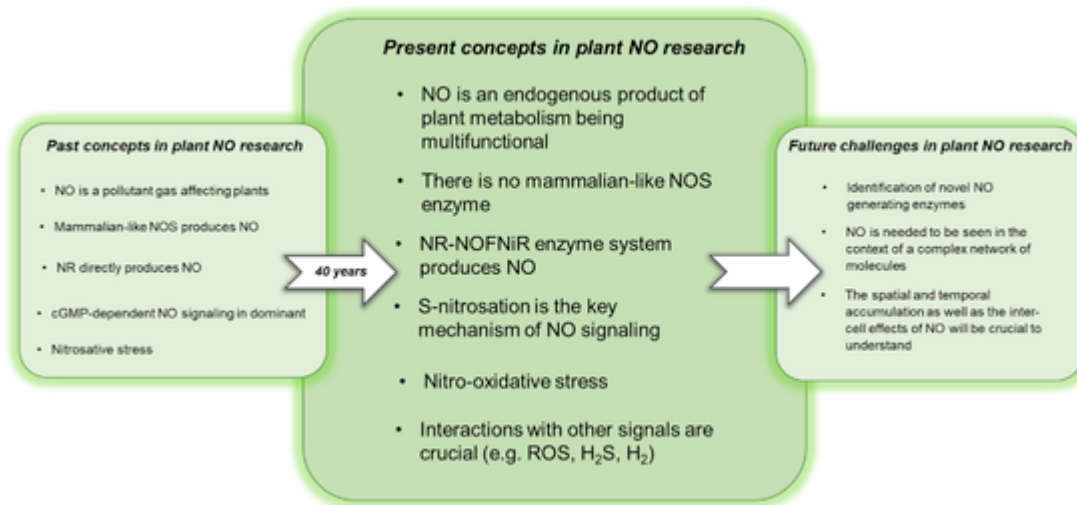 Past concepts in plant NO research
• NO is a pollutant gas affecting plants
• Mammalian-like NOS produces NO
• NR directly produces NO
• cGMP-dependent NO signaling in dominant
• Nitrosative stress
40 years
Present concepts in plant NO research
• NO is an endogenous product of
plant metabolism being
multifunctional
• There is no mammalian-like NOS
enzyme
• NR-NOFNiR enzyme system
produces NO
• S-nitrosation is the key
mechanism of NO signaling
• Nitro-oxidative stress
• Interactions with other signals are
crucial (e.g. ROS, H₂S, H₂)
Future challenges in plant NO research
• Identification of novel NO
generating enzymes
• NO is needed to be seen in the
context of a complex network of
molecules
• The spatial and temporal
accumulation as well as the inter-
cell effects of NO will be crucial to
understand